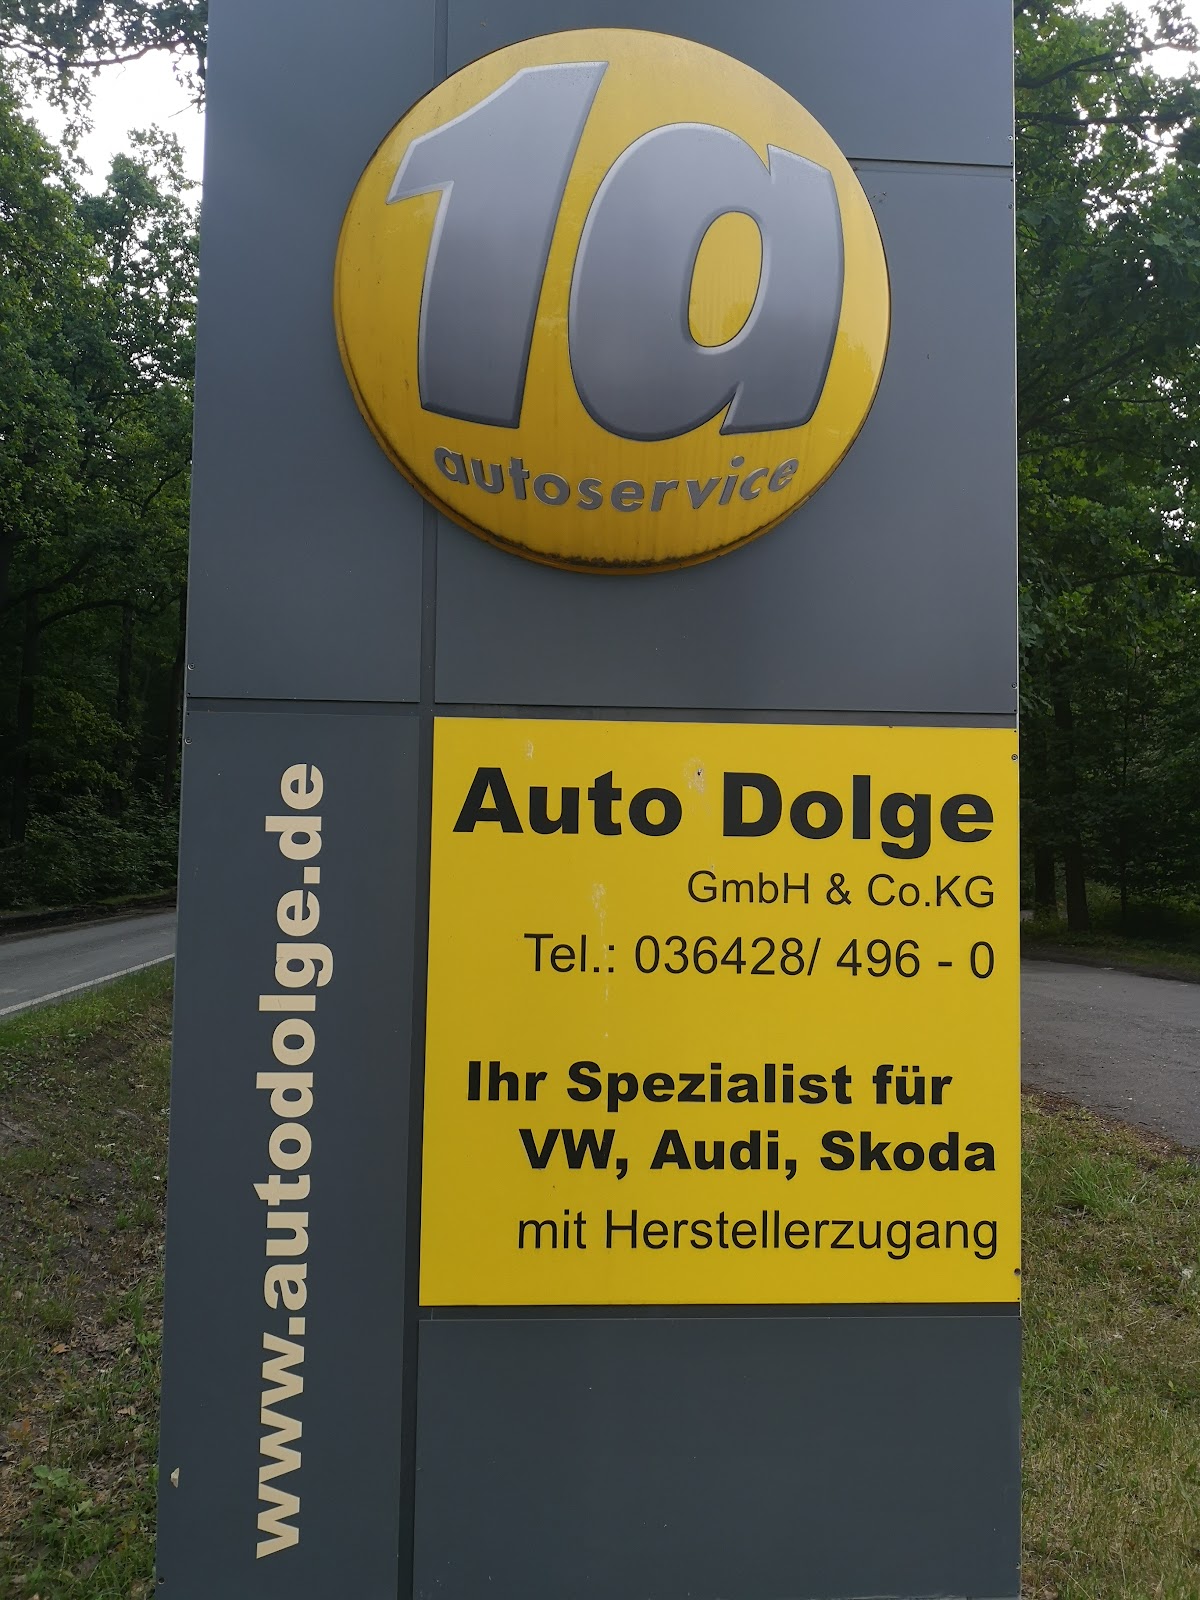 1a
autoservice
Auto Dolge
GmbH & Co.KG
Tel.: 036428/ 496 - 0
Ihr Spezialist für
VW, Audi, Skoda
mit Herstellerzugang
www.autodolge.de